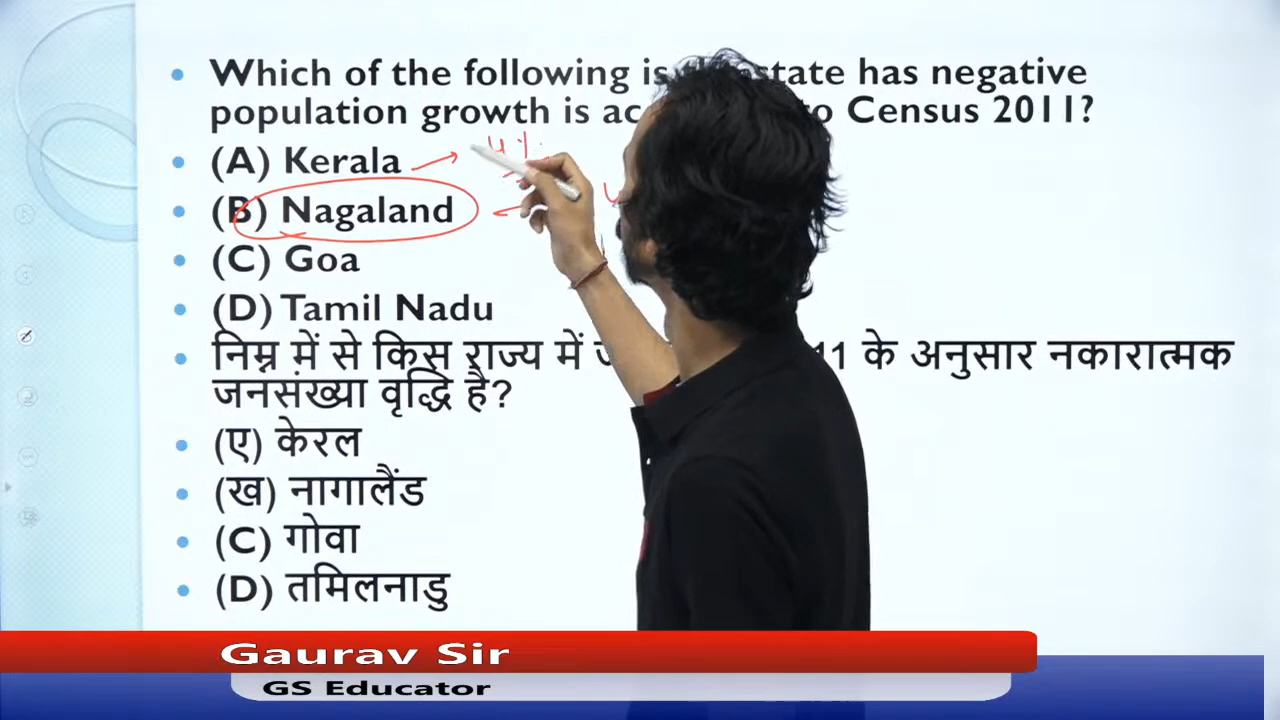 Which of the following is state has negative
population growth is ac to Census 2011?
(A) Kerala → 4%
(B) Nagaland
(C) Goa
(D) Tamil Nadu
निम्न में से किस राज्य में 11 के अनुसार नकारात्मक
जनसंख्या वृद्धि है?
(ए) केरल
(ख) नागालैंड
(C) गोवा
(D) तमिलनाडु
Gaurav Sir
GS Educator